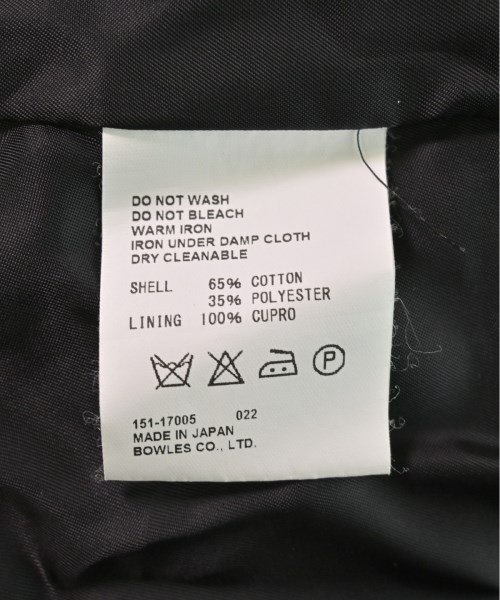 DO NOT WASH
DO NOT BLEACH
WARM IRON
IRON UNDER DAMP CLOTH
DRY CLEANABLE
SHELL 65% COTTON
35% POLYESTER
LINING 100% CUPRO
P
151-17005 022
MADE IN JAPAN
BOWLES CO., LTD.